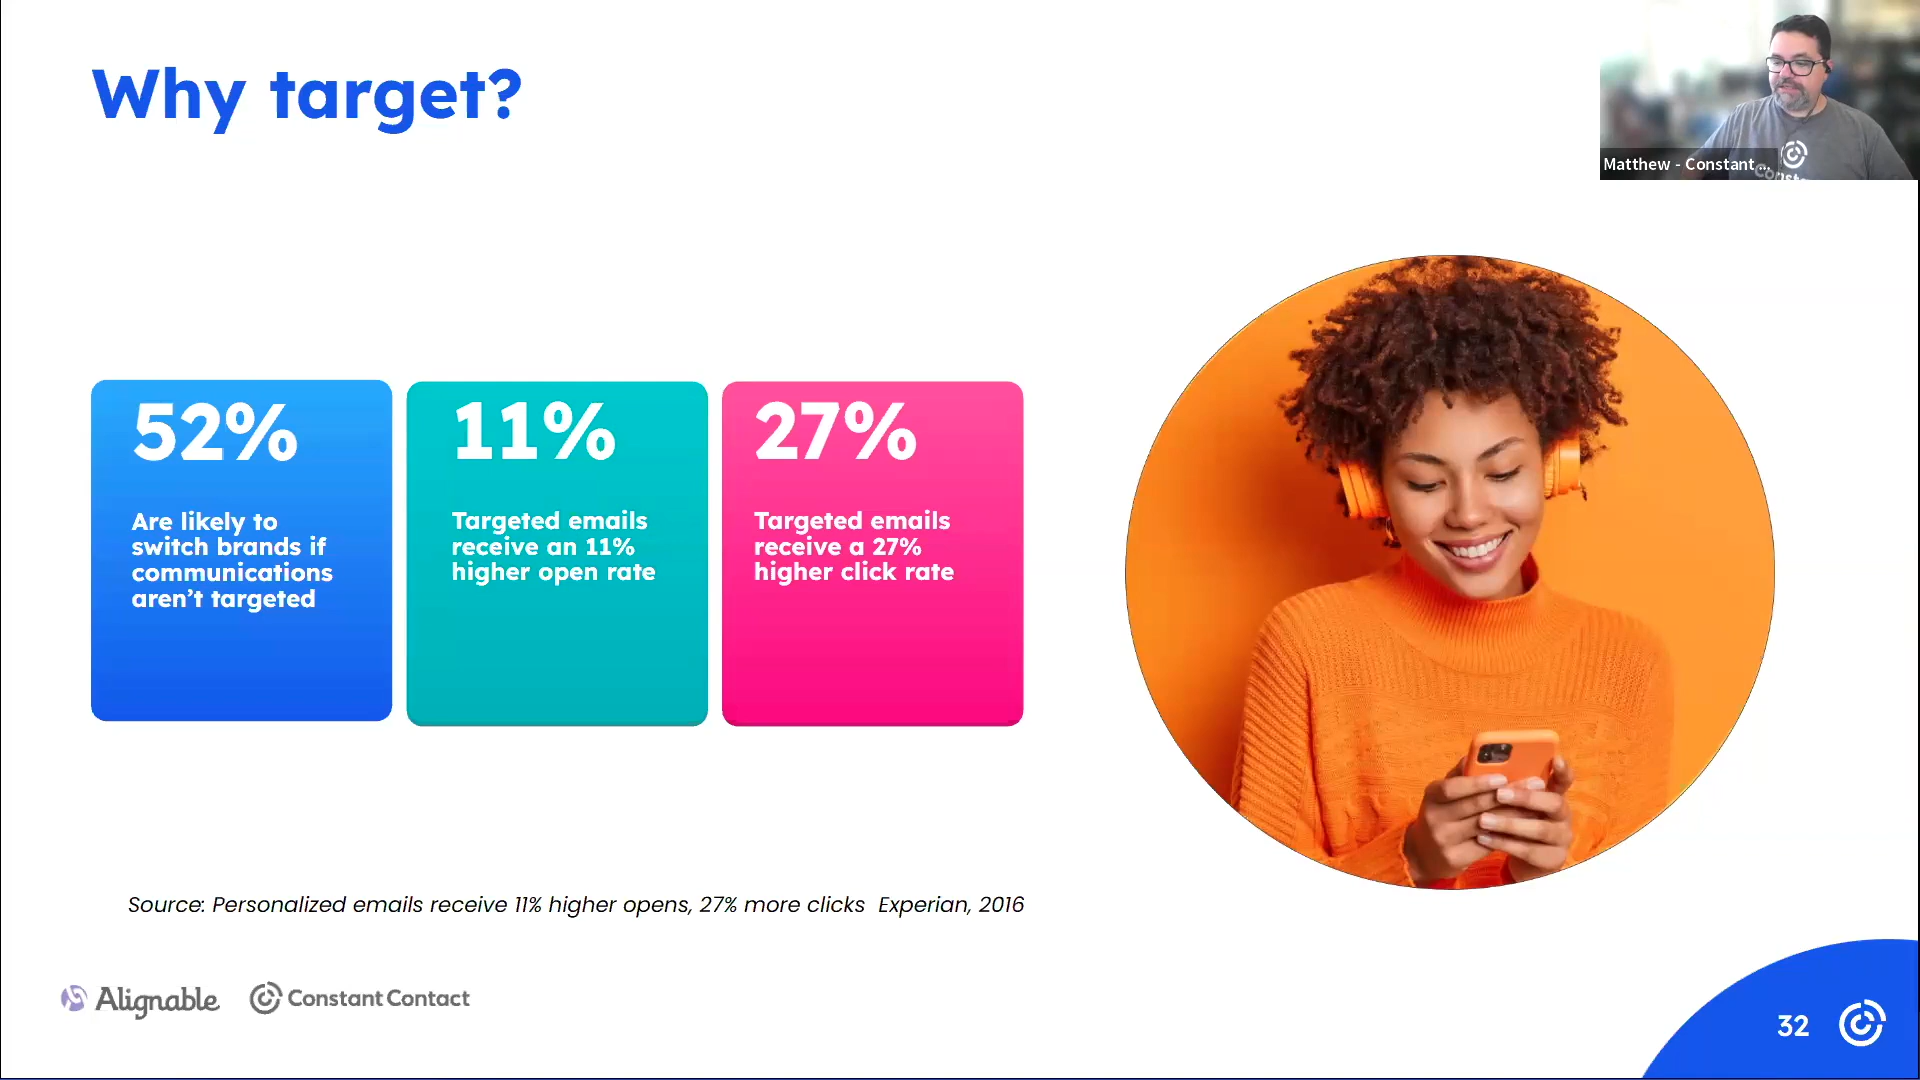 Why target?
Matthew - Constant ...
52%
Are likely to
switch brands if
communications
aren't targeted
11%
Targeted emails
receive an 11%
higher open rate
27%
Targeted emails
receive a 27%
higher click rate
Source: Personalized emails receive 11% higher opens, 27% more clicks  Experian, 2016
Alignable
Constant Contact
32